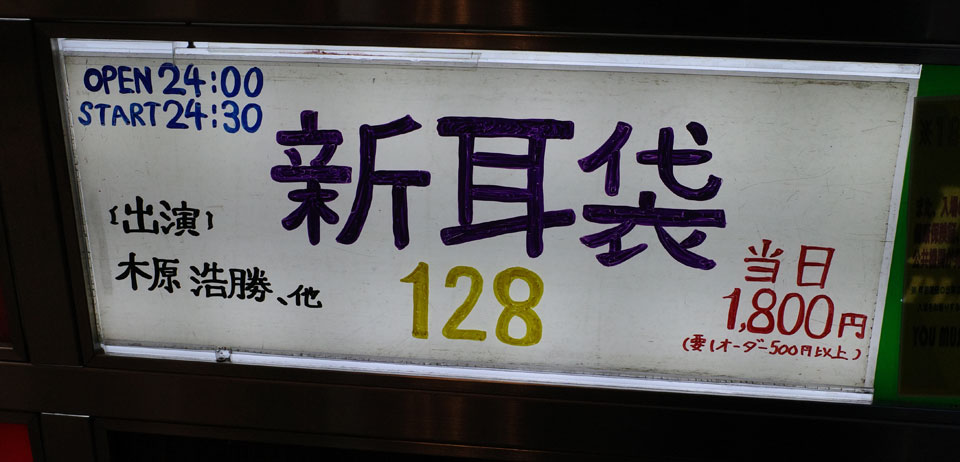 OPEN 24:00
START 24:30
新耳袋
128
【出演】
木原浩勝、他
当日
1,800円
(要1オーダー500円以上)